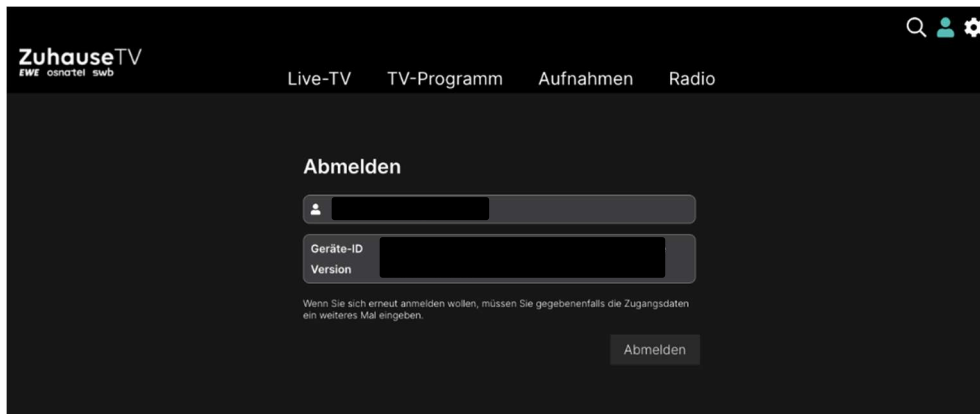 ZuhauseTV
EWE osnatel swb
Live-TV TV-Programm Aufnahmen Radio
Abmelden
Geräte-ID
Version
Wenn Sie sich erneut anmelden wollen, müssen Sie gegebenenfalls die Zugangsdaten
ein weiteres Mal eingeben.
Abmelden